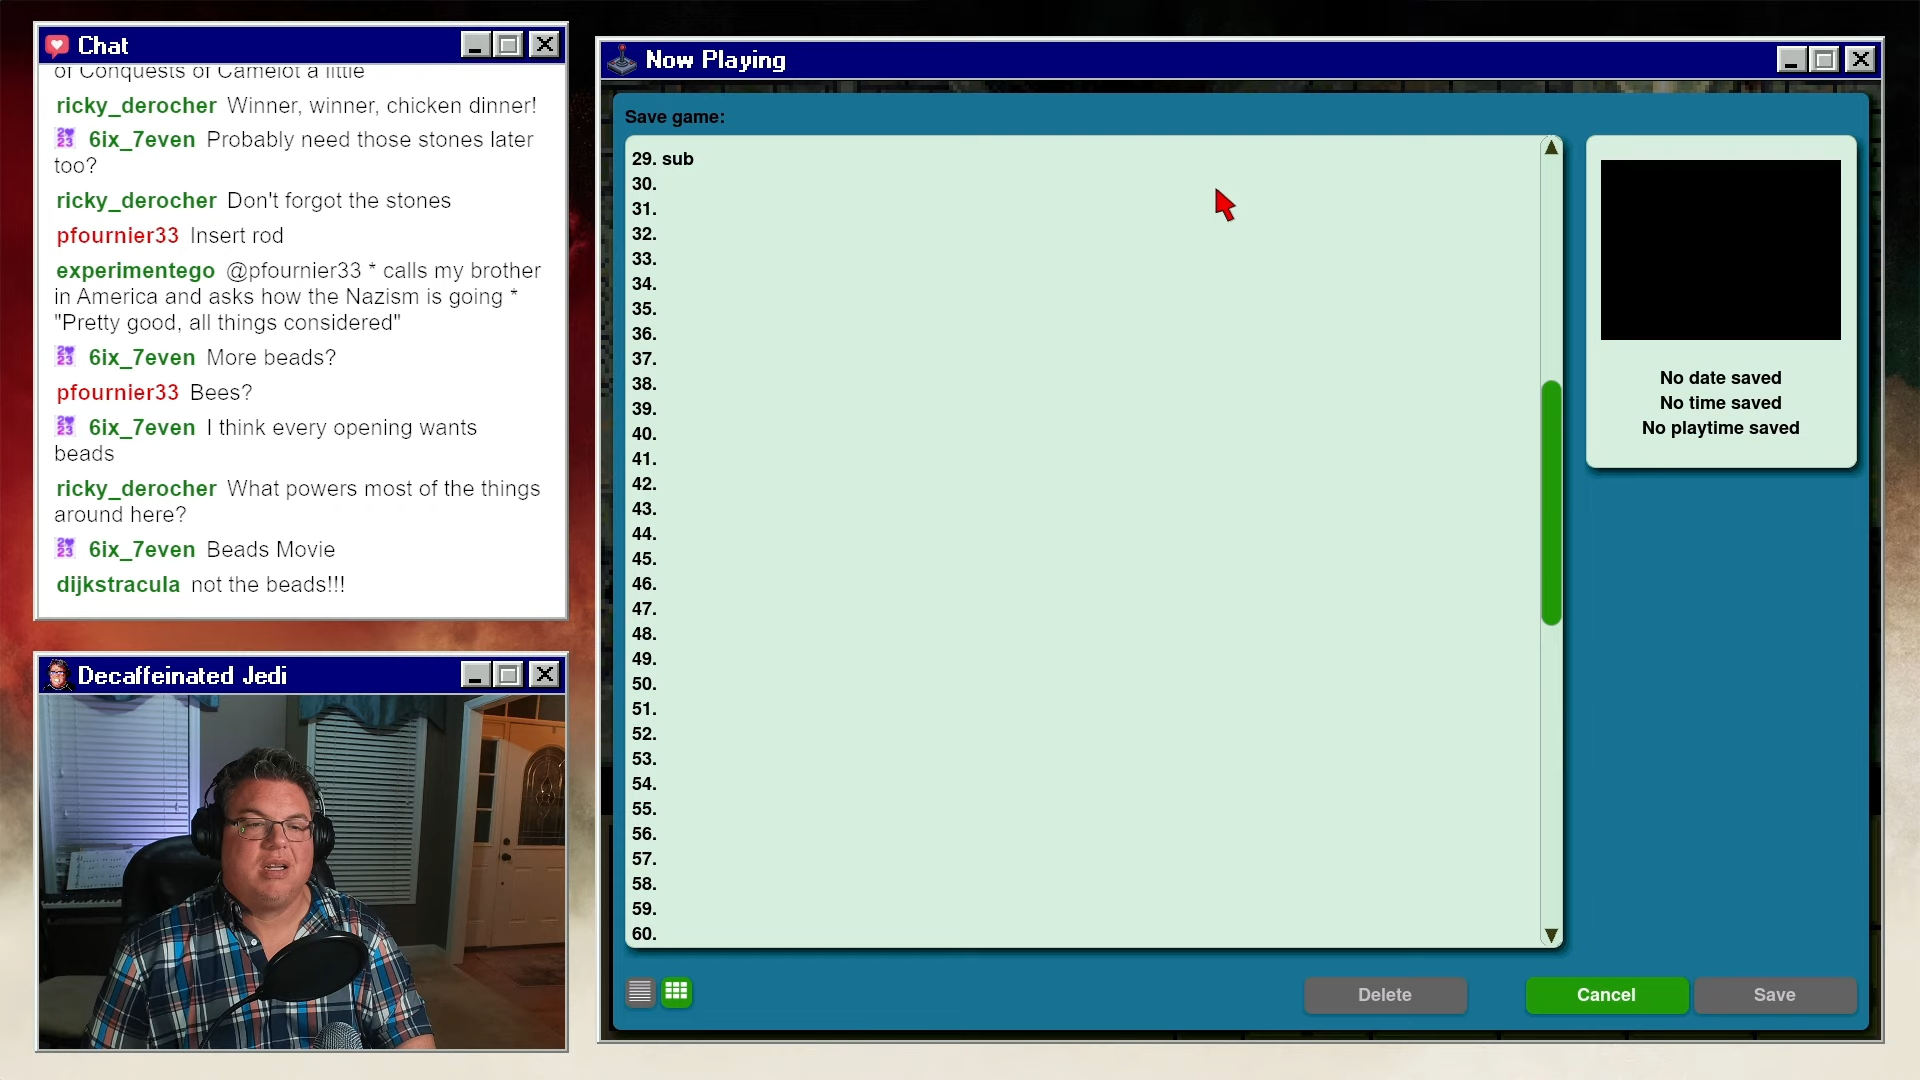 Chat
of Conquests of Camelot a little
ricky_derocher Winner, winner, chicken dinner!
6ix_7even Probably need those stones later
too?
ricky_derocher Don't forgot the stones
pfournier33 Insert rod
experimentego @pfournier33 * calls my brother
in America and asks how the Nazism is going *
"Pretty good, all things considered"
6ix_7even More beads?
pfournier33 Bees?
6ix_7even I think every opening wants
beads
ricky_derocher What powers most of the things
around here?
6ix_7even Beads Movie
dijkstracula not the beads!!!
Decaffeinated Jedi
Now Playing
Save game:
29. sub
30.
31.
32.
33.
34.
35.
36.
37.
38.
39.
40.
41.
42.
43.
44.
45.
46.
47.
48.
49.
50.
51.
52.
53.
54.
55.
56.
57.
58.
59.
60.
No date saved
No time saved
No playtime saved
Delete
Cancel
Save